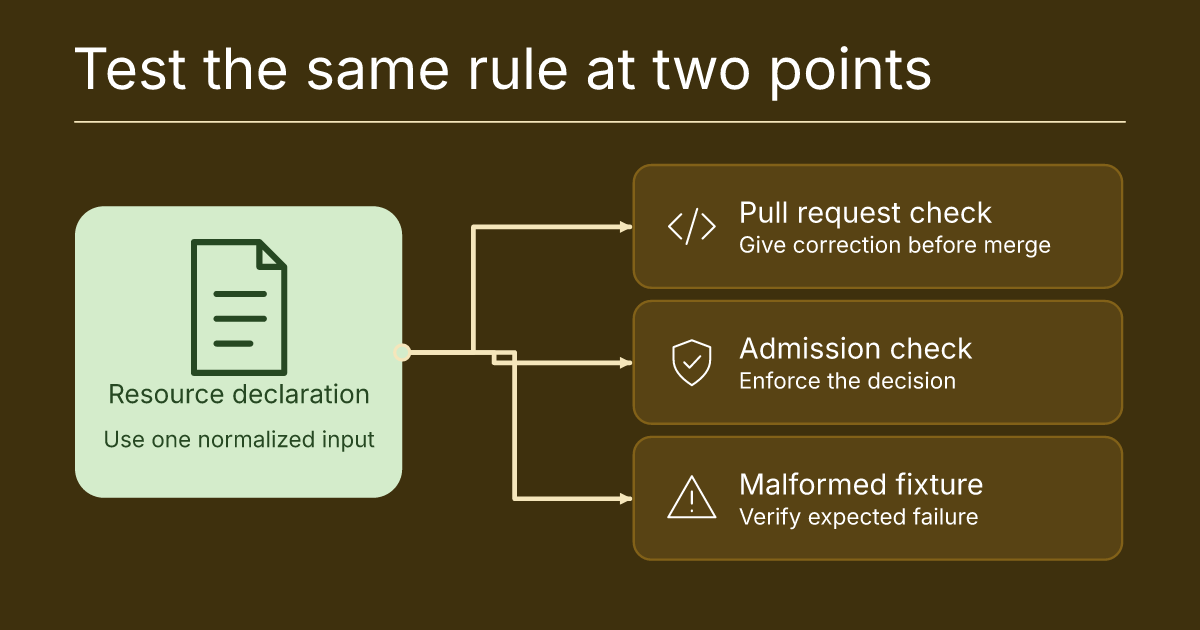 Test the same rule at two points
Resource declaration
Use one normalized input
Pull request check
Give correction before merge
Admission check
Enforce the decision
Malformed fixture
Verify expected failure